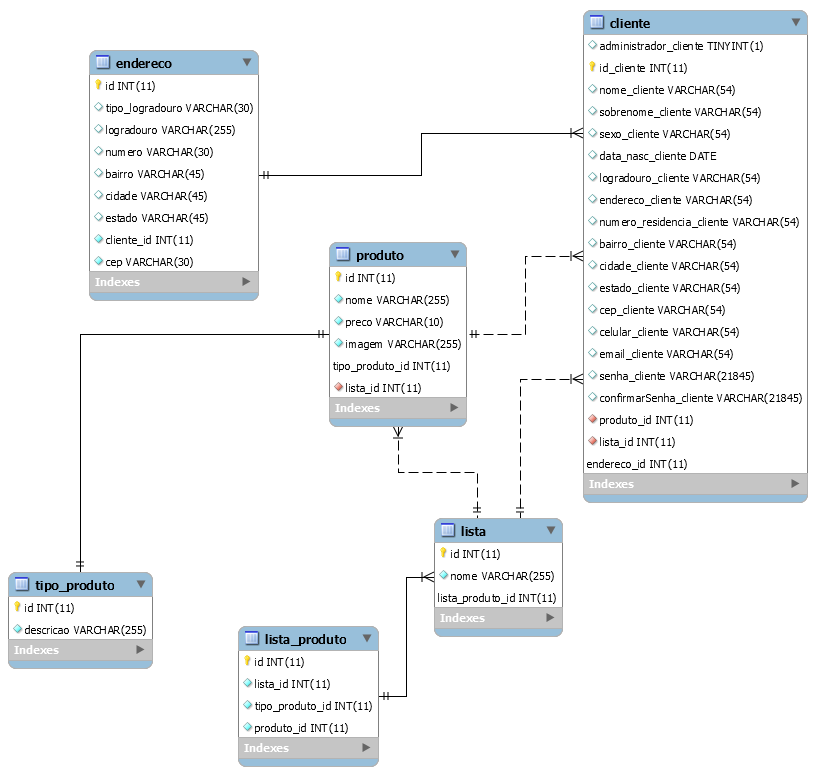 endereco
id INT(11)
tipo_logradouro VARCHAR(30)
logradouro VARCHAR(255)
numero VARCHAR(30)
bairro VARCHAR(45)
cidade VARCHAR(45)
estado VARCHAR(45)
cliente_id INT(11)
cep VARCHAR(30)
Indexes
cliente
administrador_cliente TINYINT(1)
id_cliente INT(11)
nome_cliente VARCHAR(54)
sobrenome_cliente VARCHAR(54)
sexo_cliente VARCHAR(54)
data_nasc_cliente DATE
logradouro_cliente VARCHAR(54)
endereco_cliente VARCHAR(54)
numero_residencia_cliente VARCHAR(54)
bairro_cliente VARCHAR(54)
cidade_cliente VARCHAR(54)
estado_cliente VARCHAR(54)
cep_cliente VARCHAR(54)
celular_cliente VARCHAR(54)
email_cliente VARCHAR(54)
senha_cliente VARCHAR(21845)
confirmarSenha_cliente VARCHAR(21845)
produto_id INT(11)
lista_id INT(11)
endereco_id INT(11)
Indexes
produto
id INT(11)
nome VARCHAR(255)
preco VARCHAR(10)
imagem VARCHAR(255)
tipo_produto_id INT(11)
lista_id INT(11)
Indexes
lista
id INT(11)
nome VARCHAR(255)
lista_produto_id INT(11)
Indexes
tipo_produto
id INT(11)
descricao VARCHAR(255)
Indexes
lista_produto
id INT(11)
lista_id INT(11)
tipo_produto_id INT(11)
produto_id INT(11)
Indexes